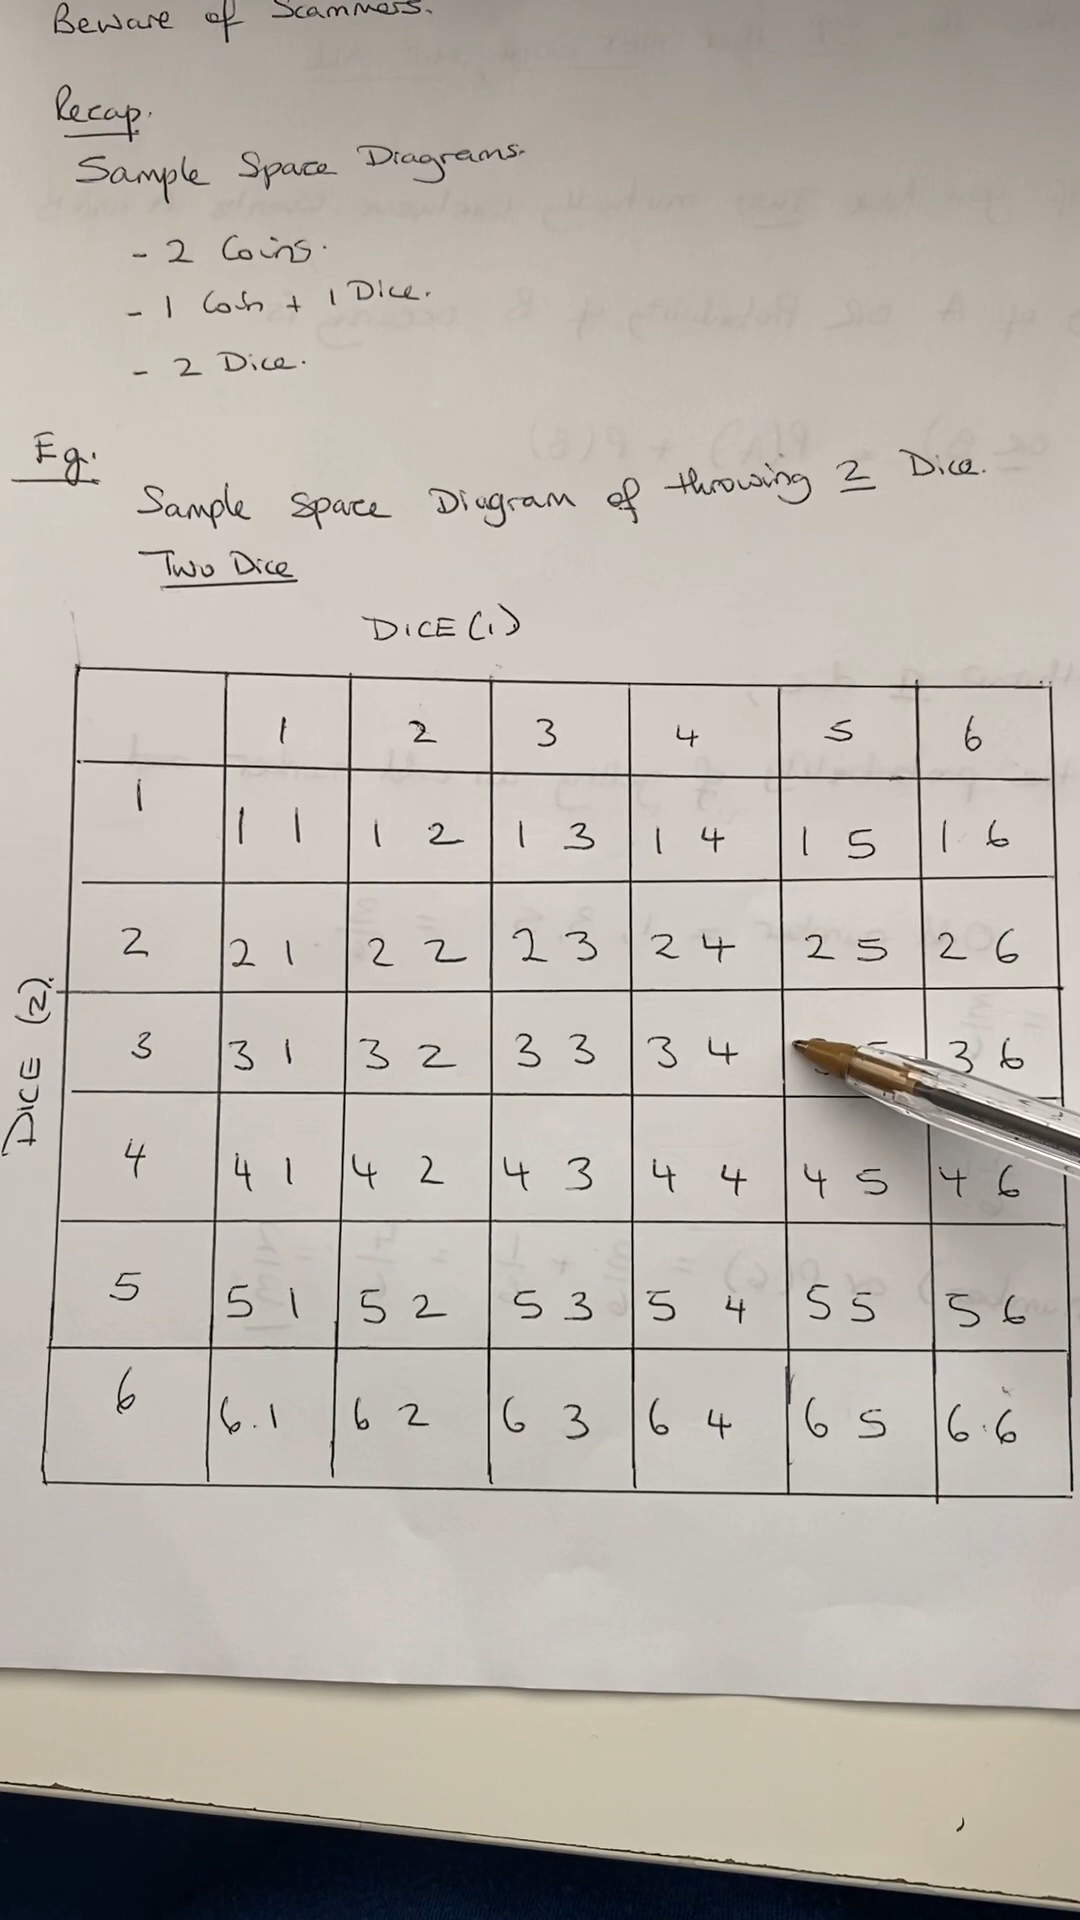 Beware of Scammers.
Recap.
Sample Space Diagrams.
- 2 Coins.
- 1 Coin + 1 Dice.
- 2 Dice.
Eg:
Sample Space Diagram of throwing 2 Dice.
Two Dice
DICE (1)
1 2 3 4 5 6
DICE (2).
1 1 1 1 2 1 3 1 4 1 5 1 6
2 2 1 2 2 2 3 2 4 2 5 2 6
3 3 1 3 2 3 3 3 4 3 6
4 4 1 4 2 4 3 4 4 4 5 4 6
5 5 1 5 2 5 3 5 4 5 5 5 6
6 6.1 6 2 6 3 6 4 6 5 6.6